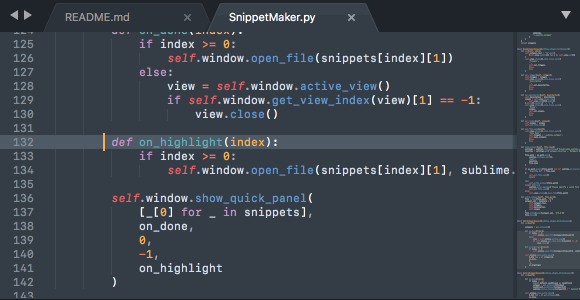 README.md × SnippetMaker.py ×
124 def on_done(index):
125 if index >= 0:
126 self.window.open_file(snippets[index][1])
127 else:
128 view = self.window.active_view()
129 if self.window.get_view_index(view)[1] == -1:
130 view.close()
131
132 def on_highlight(index):
133 if index >= 0:
134 self.window.open_file(snippets[index][1], sublime.
135
136 self.window.show_quick_panel(
137 [_[0] for _ in snippets],
138 on_done,
139 0,
140 -1,
141 on_highlight
142 )
143